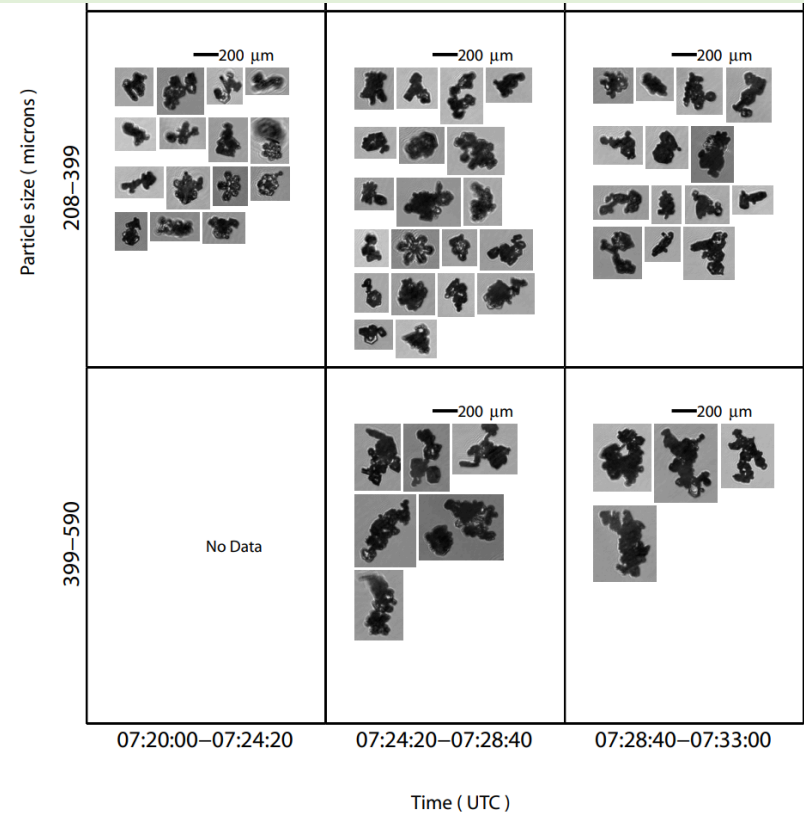 200 μm
200 μm
200 μm
Particle size ( microns )
208–399
200 μm
200 μm
399–590
No Data
07:20:00–07:24:20
07:24:20–07:28:40
07:28:40–07:33:00
Time ( UTC )